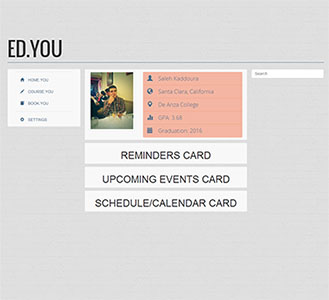 ED.YOU
HOME.YOU
COURSE.YOU
BOOK.YOU
SETTINGS
Saleh Kaddoura
Santa Clara, California
De Anza College
GPA: 3.68
Graduation: 2016
Search
REMINDERS CARD
UPCOMING EVENTS CARD
SCHEDULE/CALENDAR CARD